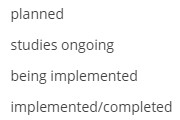 planned
studies ongoing
being implemented
implemented/completed